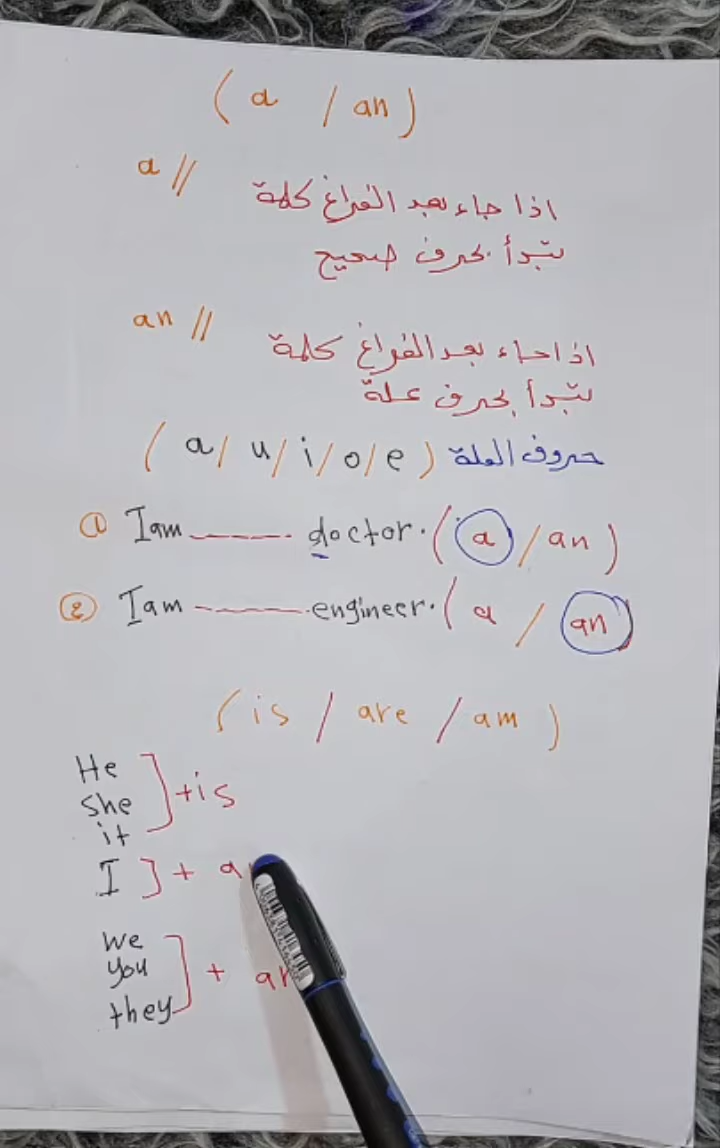 ( a / an )
a // اذا جاء بعد الفراغ كلمة
تبدأ بحرف صحيح
an // اذا جاء بعد الفراغ كلمة
تبدأ بحرف علة
حروف العلة ( a / u / i / o / e )
① I am ------- doctor. ( a / an )
② I am ------- engineer. ( a / an )
( is / are / am )
He
she
it
+ is
I ] + a
we
you
they
+ ar